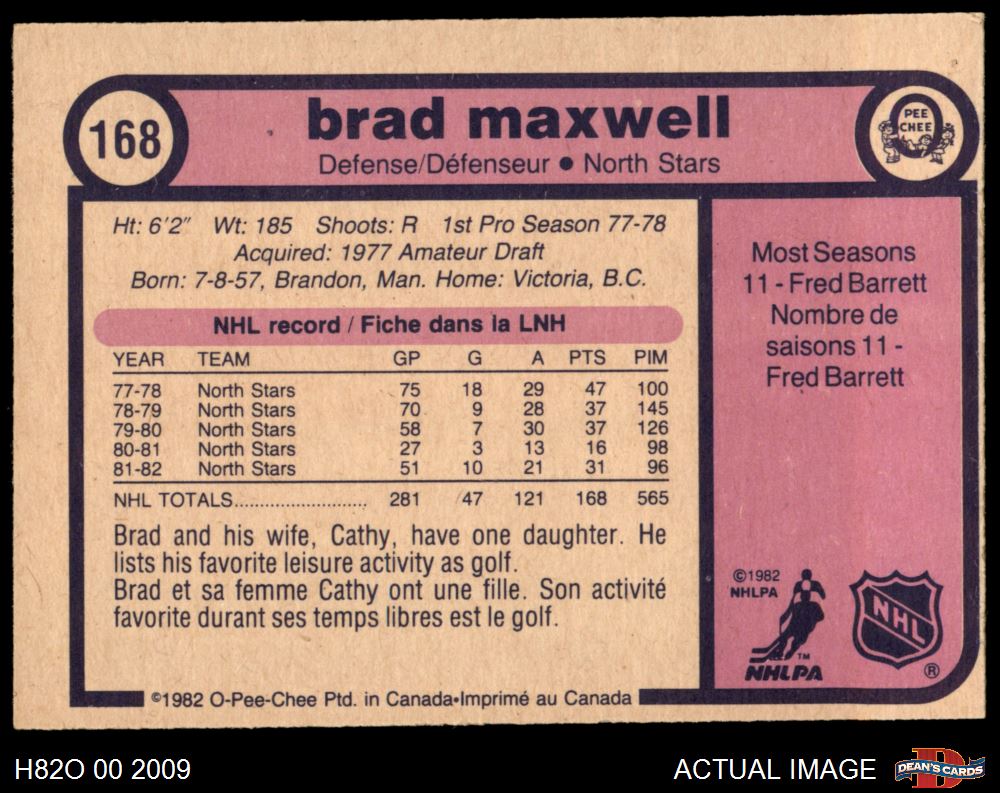 168
brad maxwell
Defense/Défenseur ● North Stars
PEE
CHEE
Ht: 6'2" Wt: 185 Shoots: R 1st Pro Season 77-78
Acquired: 1977 Amateur Draft
Born: 7-8-57, Brandon, Man. Home: Victoria, B.C.
NHL record / Fiche dans la LNH
YEAR TEAM GP G A PTS PIM
77-78 North Stars 75 18 29 47 100
78-79 North Stars 70 9 28 37 145
79-80 North Stars 58 7 30 37 126
80-81 North Stars 27 3 13 16 98
81-82 North Stars 51 10 21 31 96
NHL TOTALS........................ 281 47 121 168 565
Brad and his wife, Cathy, have one daughter. He
lists his favorite leisure activity as golf.
Brad et sa femme Cathy ont une fille. Son activité
favorite durant ses temps libres est le golf.
Most Seasons
11 - Fred Barrett
Nombre de
saisons 11 -
Fred Barrett
©1982
NHLPA
TM
NHLPA
NHL
®
©1982 O-Pee-Chee Ptd. in Canada•Imprimé au Canada
H82O 00 2009
ACTUAL IMAGE
DEAN'S CARDS